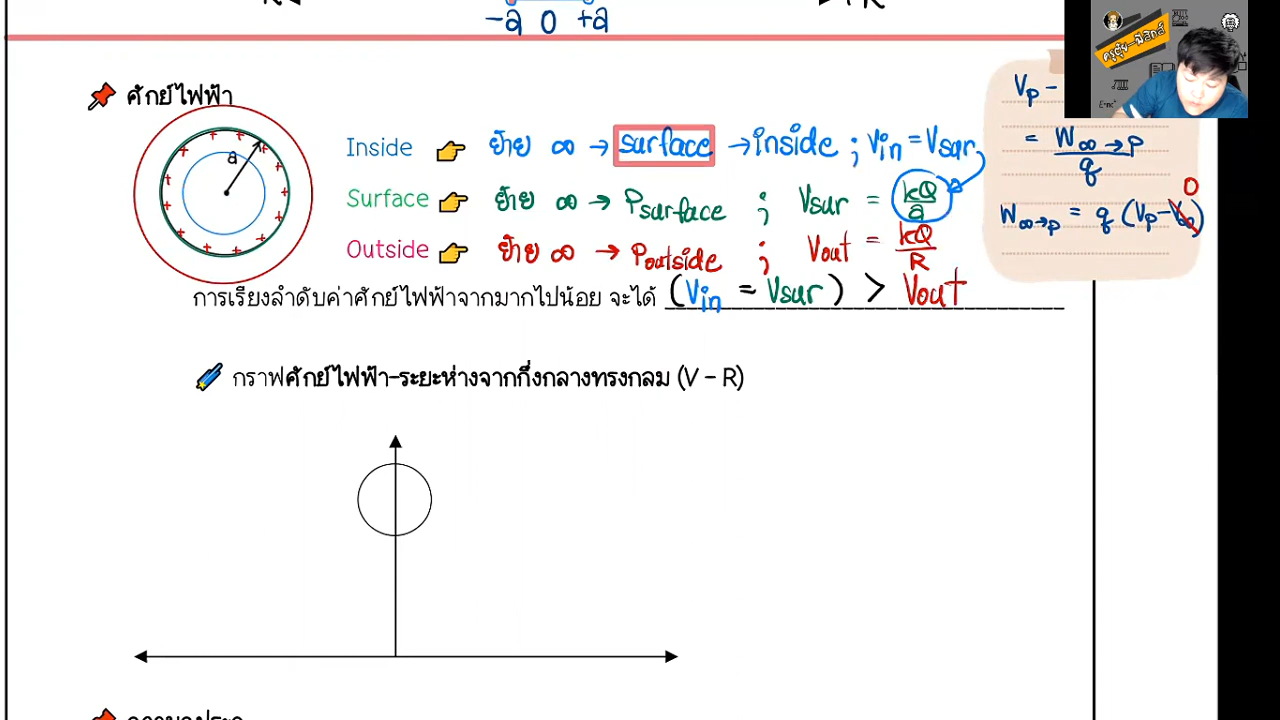 -a 0 +a
ศักย์ไฟฟ้า
a
Inside ย้าย ∞ → surface → inside ; Vin = Vsur
Surface ย้าย ∞ → Psurface ; Vsur = kQ/a
Outside ย้าย ∞ → Poutside ; Vout = kQ/R
การเรียงลำดับค่าศักย์ไฟฟ้าจากมากไปน้อย จะได้ (Vin = Vsur) > Vout
ครูตุ้ย-ฟิสิกส์
Vp -
= W∞→p/q
0
W∞→p = q (Vp - V∞)
กราฟศักย์ไฟฟ้า-ระยะห่างจากกึ่งกลางทรงกลม (V - R)